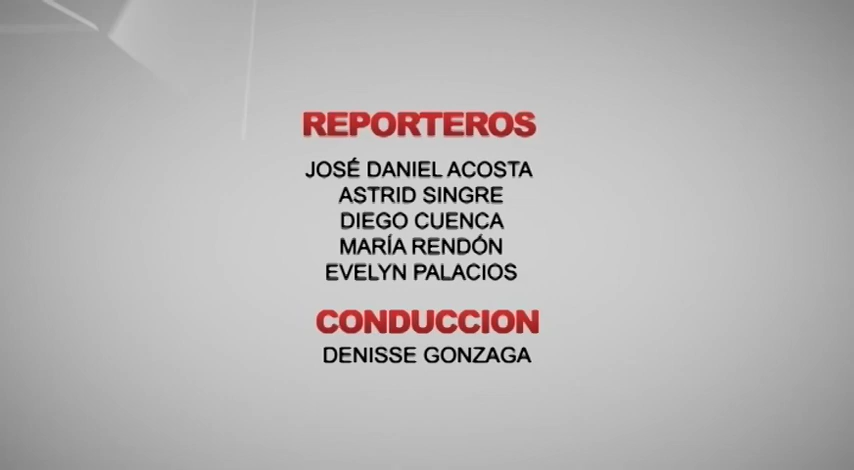 REPORTEROS
JOSÉ DANIEL ACOSTA
ASTRID SINGRE
DIEGO CUENCA
MARÍA RENDÓN
EVELYN PALACIOS
CONDUCCION
DENISSE GONZAGA